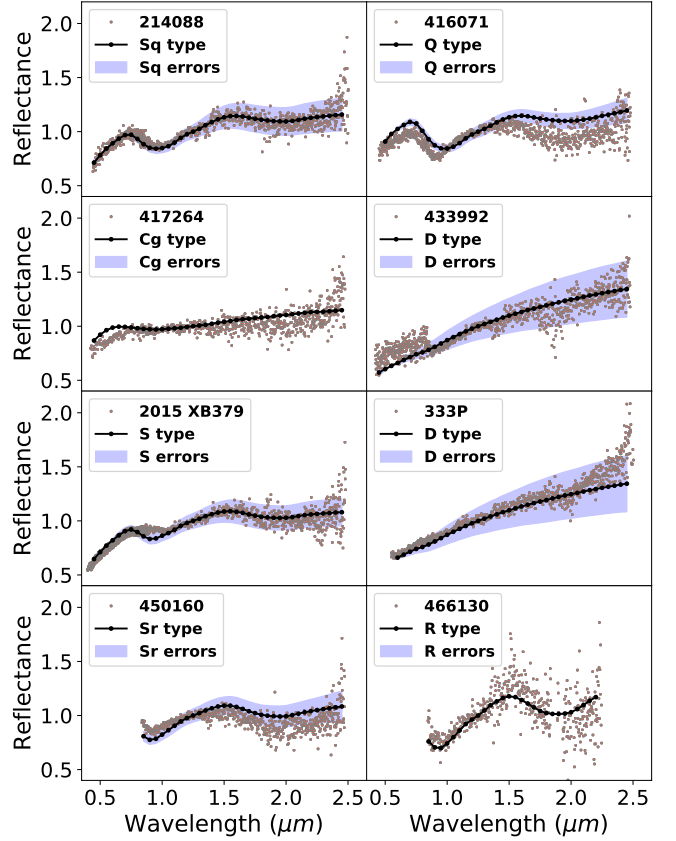 214088
Sq type
Sq errors
416071
Q type
Q errors
Reflectance
2.0
1.5
1.0
0.5
417264
Cg type
Cg errors
433992
D type
D errors
Reflectance
2.0
1.5
1.0
0.5
2015 XB379
S type
S errors
333P
D type
D errors
Reflectance
2.0
1.5
1.0
0.5
450160
Sr type
Sr errors
466130
R type
R errors
Reflectance
2.0
1.5
1.0
0.5
0.5 1.0 1.5 2.0 2.5
0.5 1.0 1.5 2.0 2.5
Wavelength (μm)
Wavelength (μm)